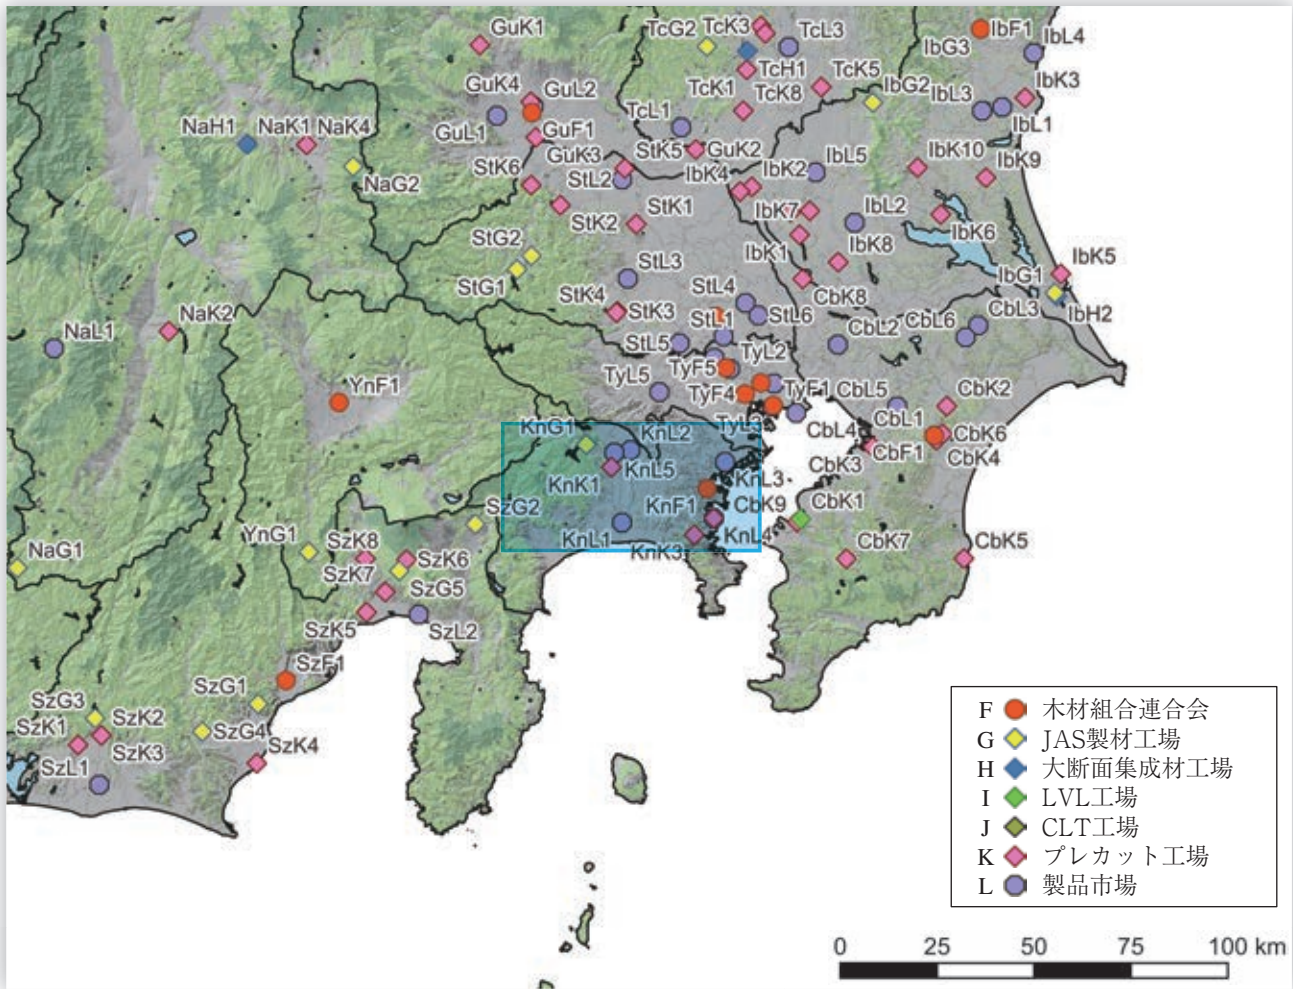 GuK1
TcG2
TcK3
TcL3
IbF1
IbG3
IbL4
GuK4
GuL2
TcH1
TcK5
IbK3
TcK1
TcK8
IbG2
IbL3
NaH1
NaK1
NaK4
GuL1
GuF1
TcL1
IbL1
GuK3
StK5
GuK2
IbL5
IbK10
IbK9
NaG2
StK6
StL2
IbK4
IbK2
StK2
StK1
IbK7
IbL2
IbK6
StG2
IbK1
IbK8
StG1
StL3
IbG1
IbK5
StK4
StL4
CbK8
StK3
StL6
CbL3
IbH2
NaL1
NaK2
StL1
CbL2
CbL6
StL5
TyL2
TyL5
TyF5
YnF1
TyF4
TyF1
CbL5
CbK2
TyL3
CbL1
KnG1
KnL2
CbL4
CbK6
CbF1
CbK4
KnL5
CbK3
KnK1
KnL3
KnF1
CbK9
CbK1
SzG2
KnL1
KnL4
YnG1
SzK8
KnK3
CbK7
CbK5
NaG1
SzK7
SzK6
SzG5
SzK5
SzL2
SzF1
SzG1
SzG3
SzK2
SzK1
SzG4
SzK3
SzK4
SzL1
F 木材組合連合会
G JAS製材工場
H 大断面集成材工場
I LVL工場
J CLT工場
K プレカット工場
L 製品市場
0 25 50 75 100 km